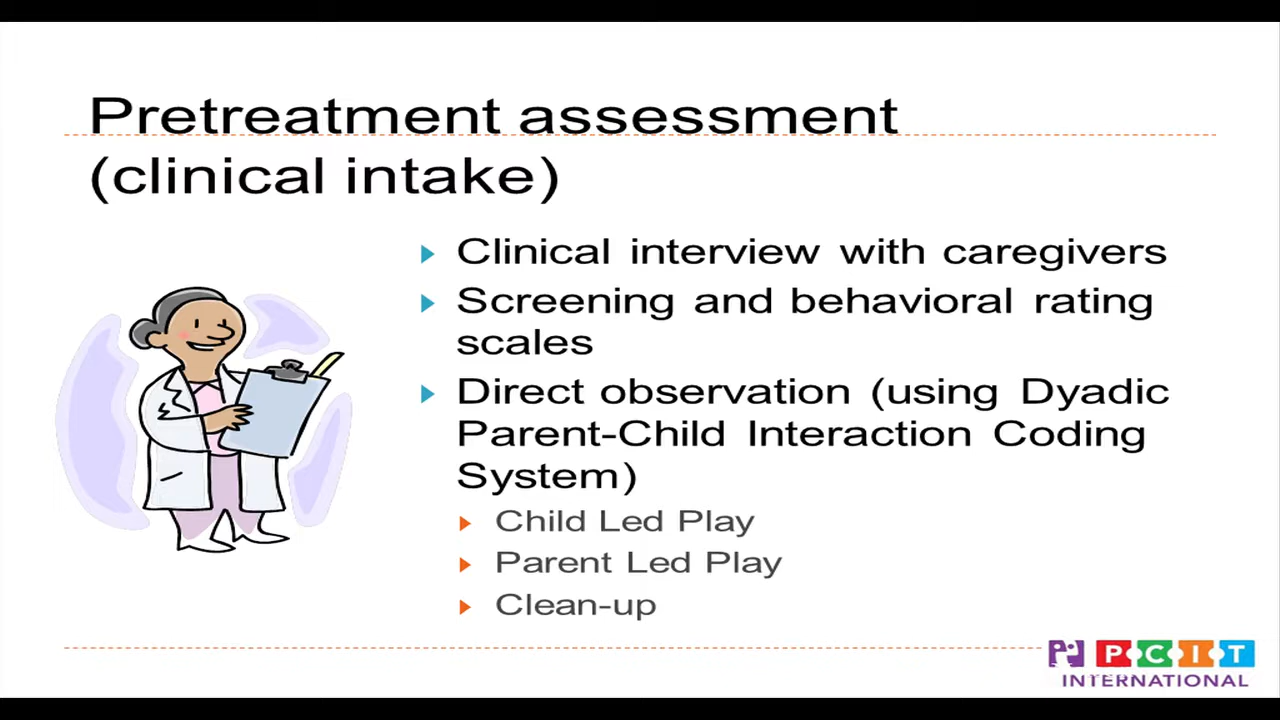 Pretreatment assessment
(clinical intake)
Clinical interview with caregivers
Screening and behavioral rating
scales
Direct observation (using Dyadic
Parent-Child Interaction Coding
System)
Child Led Play
Parent Led Play
Clean-up
PCIT
INTERNATIONAL